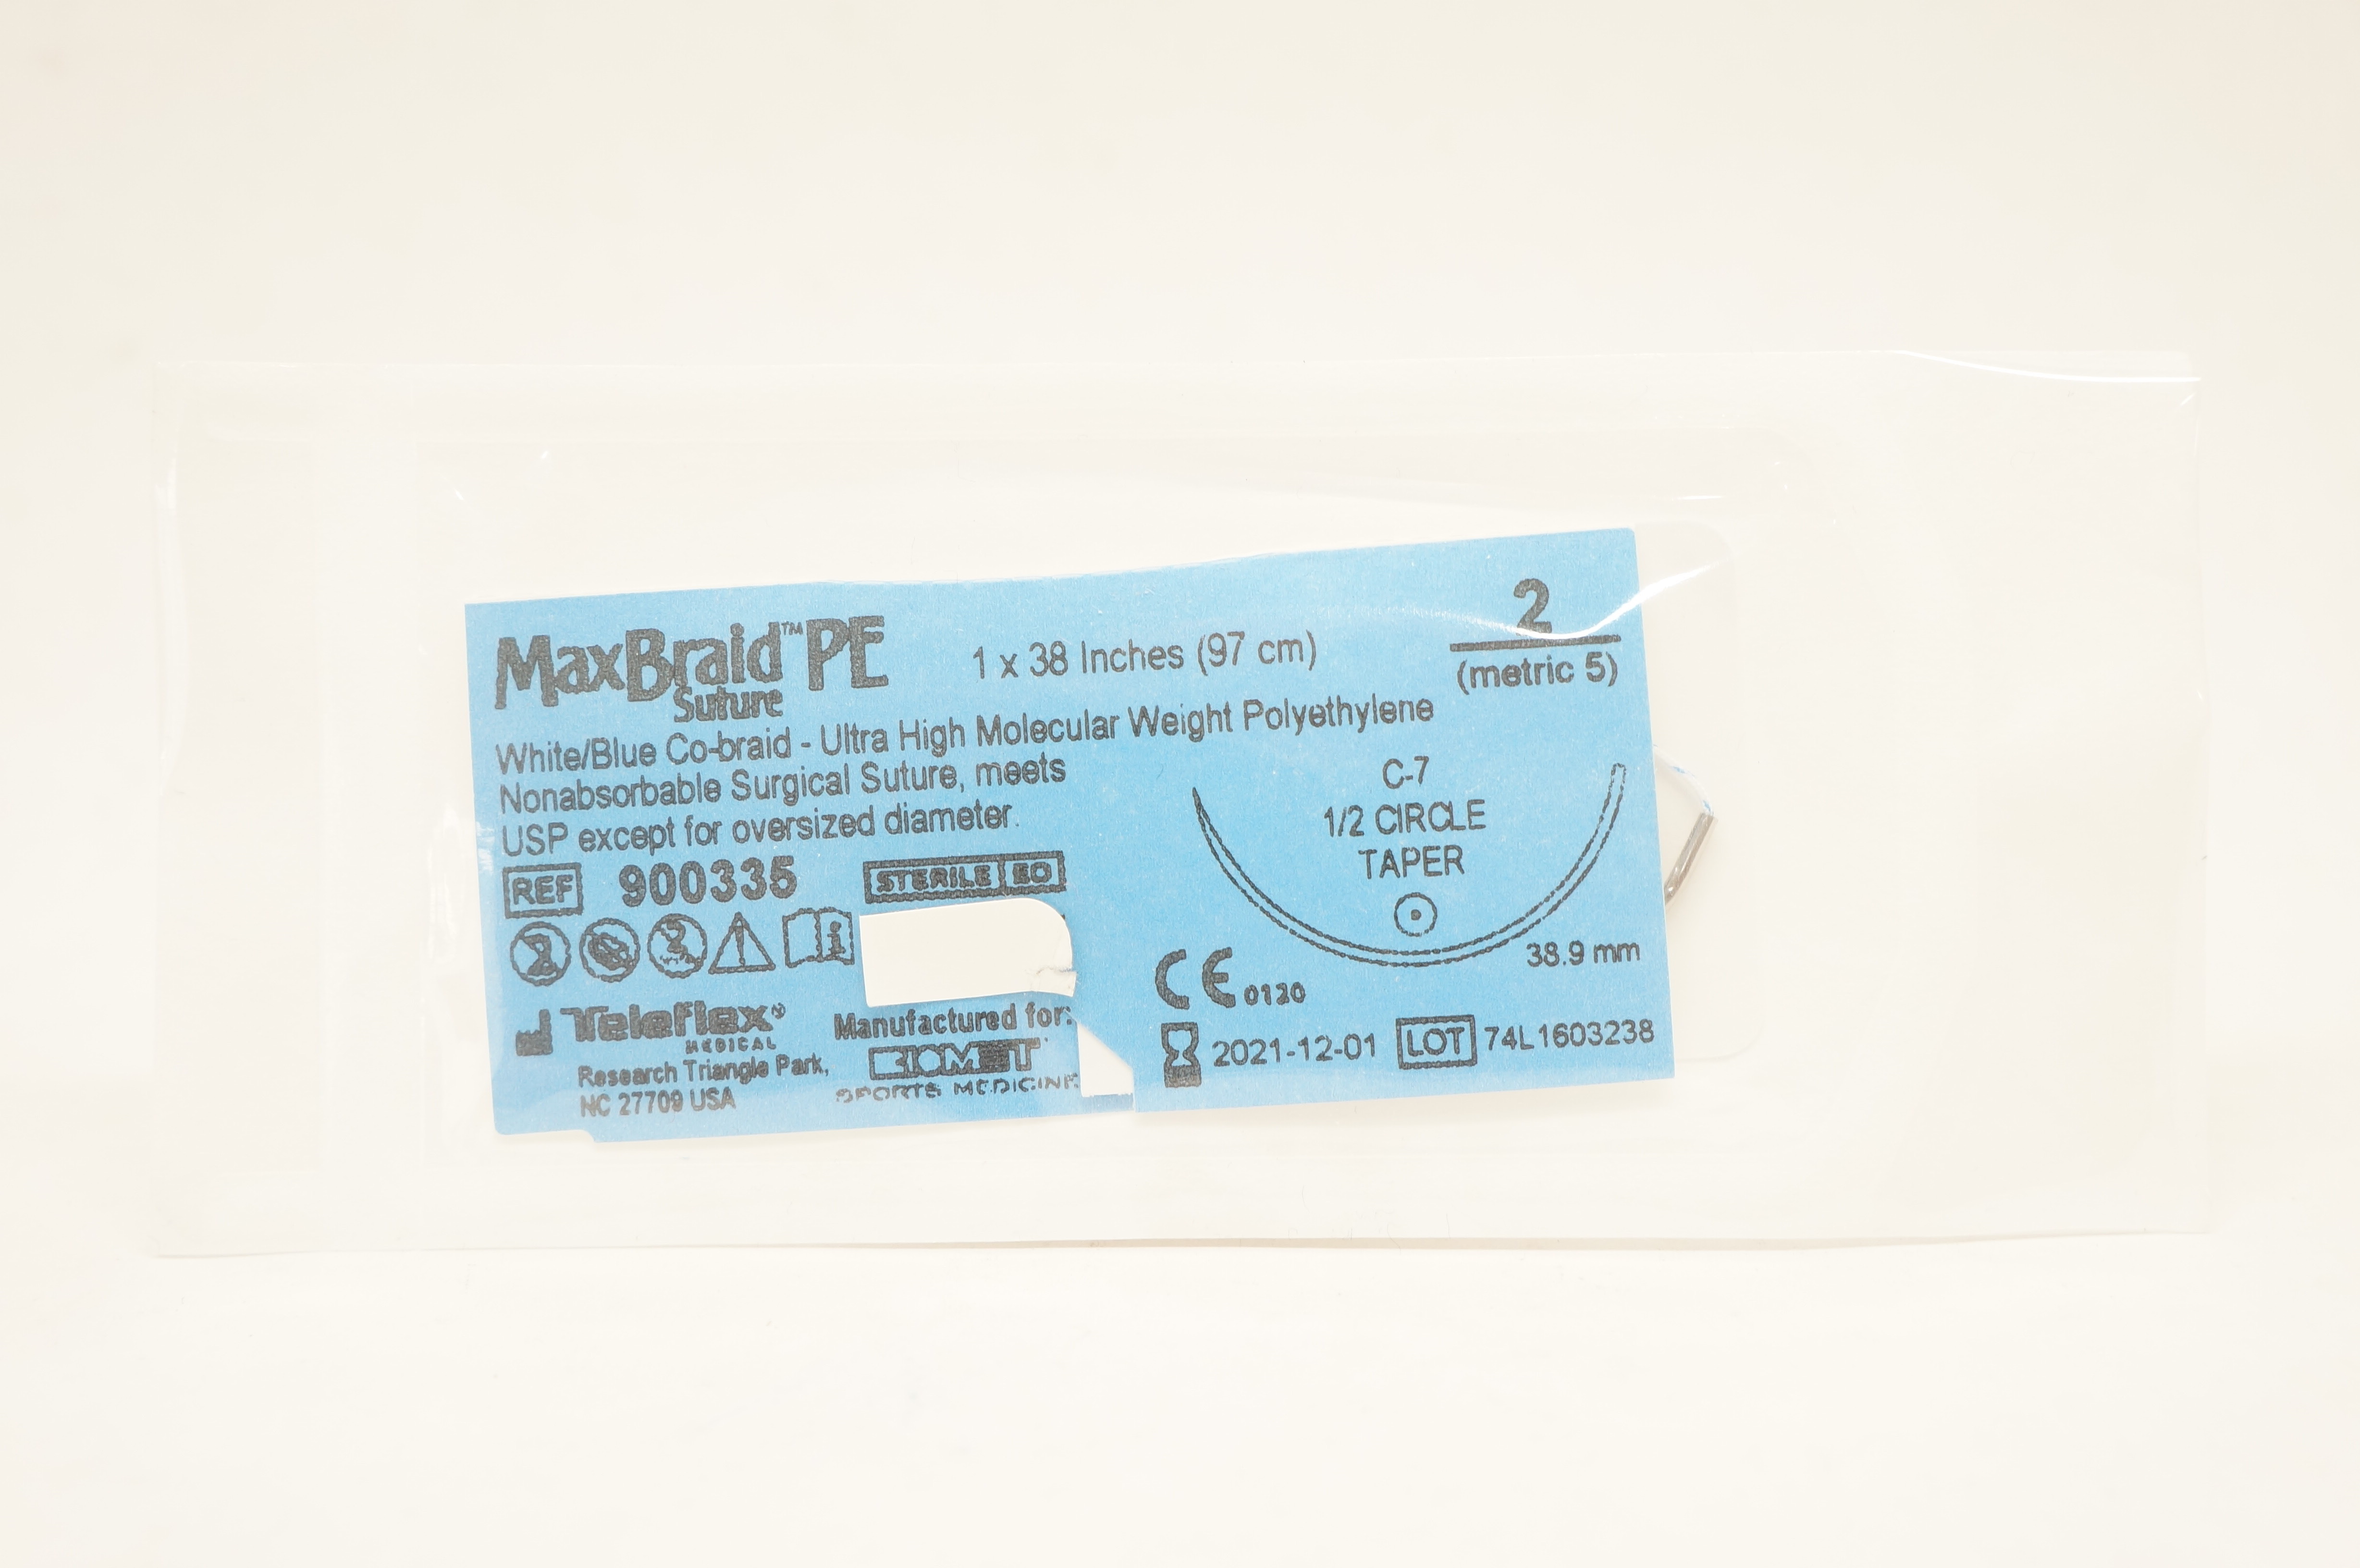 MaxBraid™ PE
Suture
1 x 38 Inches (97 cm)
2
(metric 5)
White/Blue Co-braid - Ultra High Molecular Weight Polyethylene
Nonabsorbable Surgical Suture, meets
USP except for oversized diameter.
REF 900335
STERILE EO
C-7
1/2 CIRCLE
TAPER
38.9 mm
CE 0120
Teleflex®
MEDICAL
Research Triangle Park,
NC 27709 USA
Manufactured for:
BIOMET
SPORTS MEDICINE
2021-12-01
LOT 74L1603238